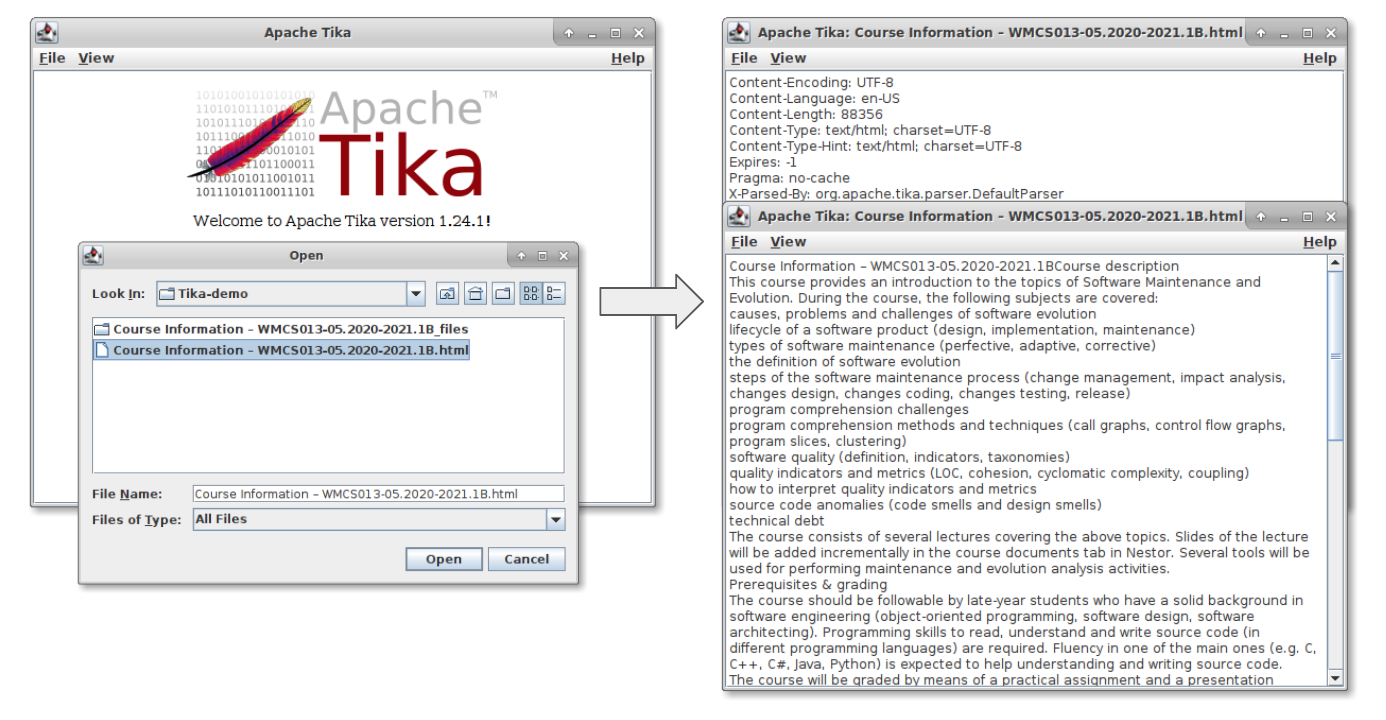 Apache Tika
File View Help
1010100101010101
Apache™
Tika
10111010110011101
Welcome to Apache Tika version 1.24.1!
Open
Look In: Tika-demo
Course Information – WMCS013-05.2020-2021.1B_files
Course Information – WMCS013-05.2020-2021.1B.html
File Name: Course Information – WMCS013-05.2020-2021.1B.html
Files of Type: All Files
Open Cancel
Apache Tika: Course Information – WMCS013-05.2020-2021.1B.html
File View Help
Content-Encoding: UTF-8
Content-Language: en-US
Content-Length: 88356
Content-Type: text/html; charset=UTF-8
Content-Type-Hint: text/html; charset=UTF-8
Expires: -1
Pragma: no-cache
X-Parsed-By: org.apache.tika.parser.DefaultParser
Apache Tika: Course Information – WMCS013-05.2020-2021.1B.html
File View Help
Course Information – WMCS013-05.2020-2021.1BCourse description
This course provides an introduction to the topics of Software Maintenance and
Evolution. During the course, the following subjects are covered:
causes, problems and challenges of software evolution
lifecycle of a software product (design, implementation, maintenance)
types of software maintenance (perfective, adaptive, corrective)
the definition of software evolution
steps of the software maintenance process (change management, impact analysis,
changes design, changes coding, changes testing, release)
program comprehension challenges
program comprehension methods and techniques (call graphs, control flow graphs,
program slices, clustering)
software quality (definition, indicators, taxonomies)
quality indicators and metrics (LOC, cohesion, cyclomatic complexity, coupling)
how to interpret quality indicators and metrics
source code anomalies (code smells and design smells)
technical debt
The course consists of several lectures covering the above topics. Slides of the lecture
will be added incrementally in the course documents tab in Nestor. Several tools will be
used for performing maintenance and evolution analysis activities.
Prerequisites & grading
The course should be followable by late-year students who have a solid background in
software engineering (object-oriented programming, software design, software
architecting). Programming skills to read, understand and write source code (in
different programming languages) are required. Fluency in one of the main ones (e.g. C,
C++, C#, Java, Python) is expected to help understanding and writing source code.
The course will be graded by means of a practical assignment and a presentation